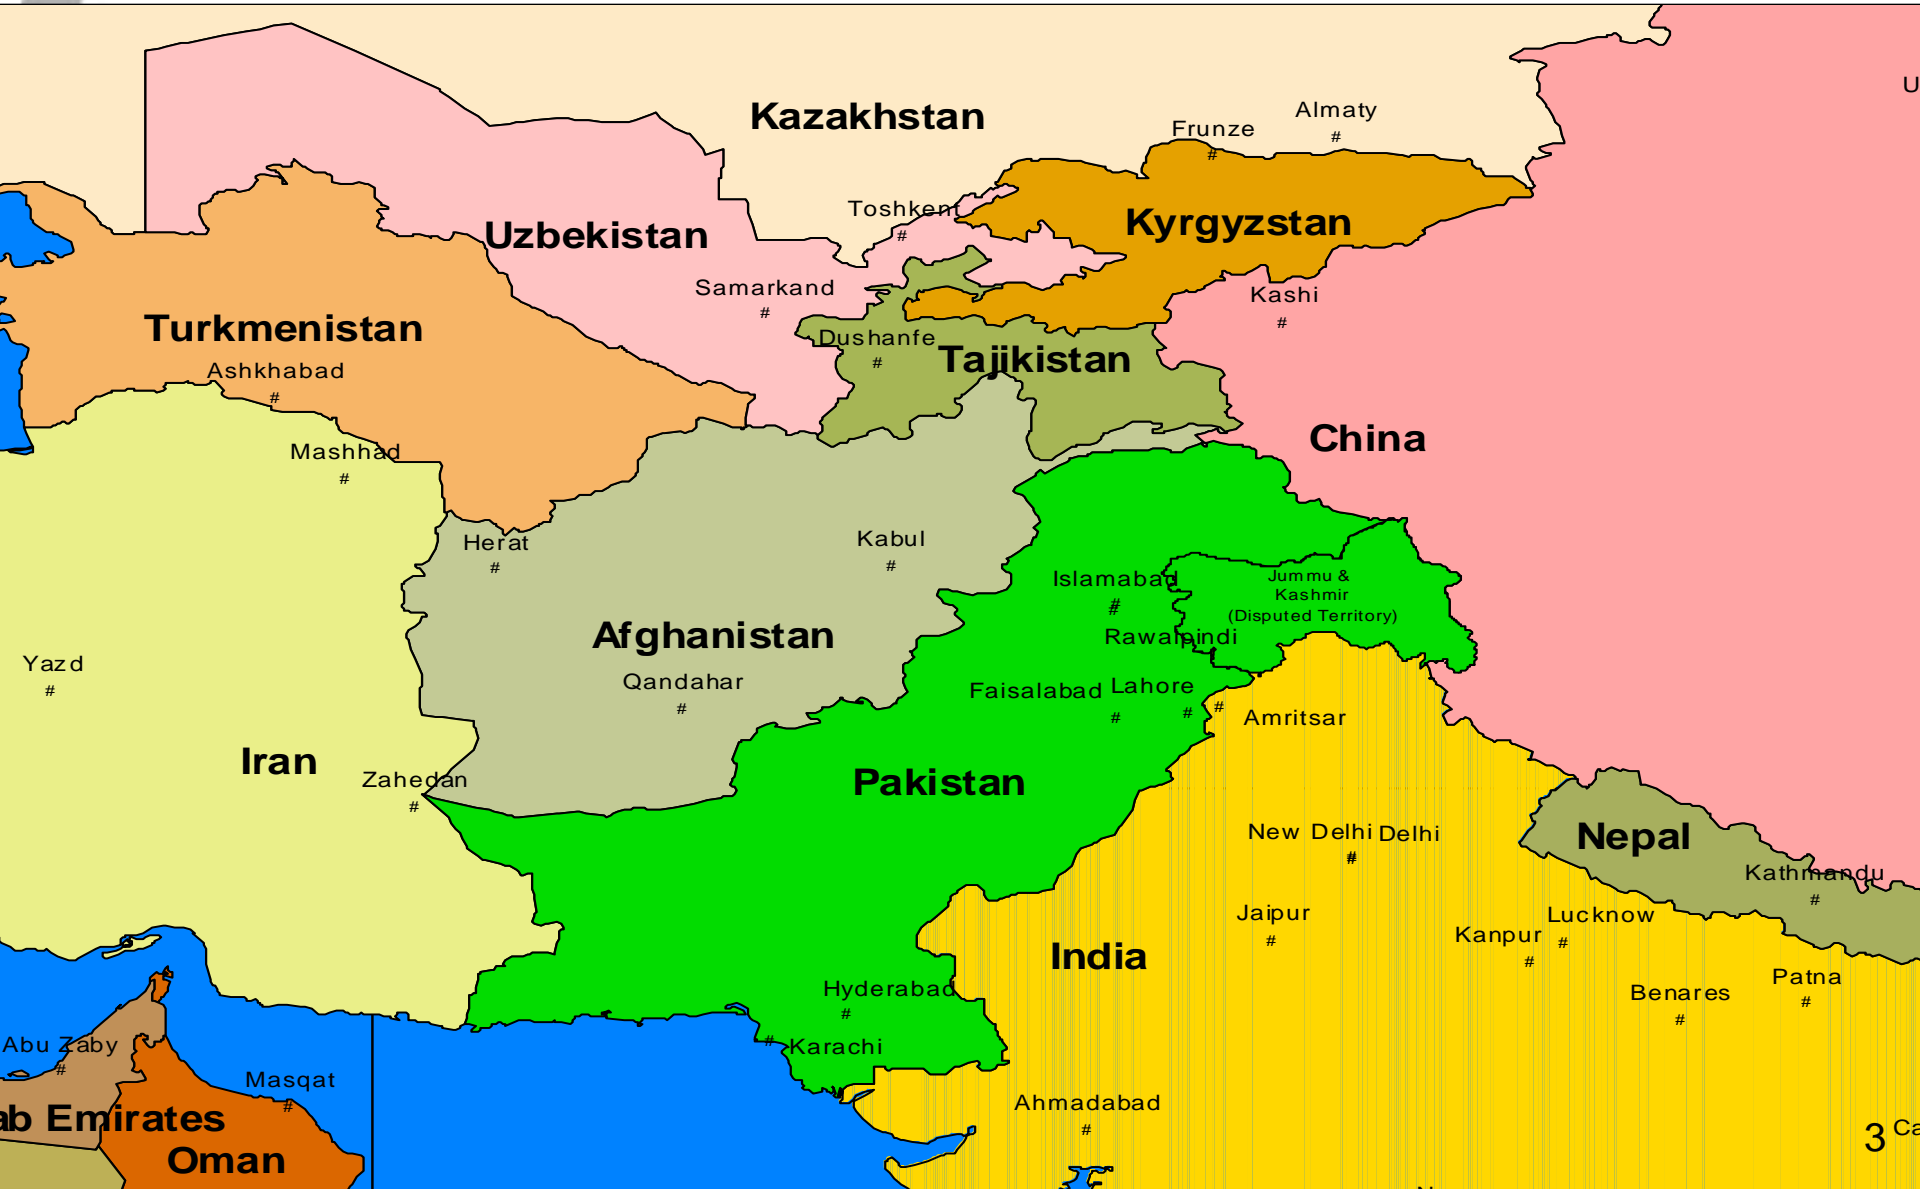 U
Almaty
Kazakhstan
Frunze
#
#
Toshkent
#
Kyrgyzstan
Uzbekistan
Samarkand
#
Kashi
#
Turkmenistan
Dushanfe
#
Tajikistan
Ashkhabad
#
China
Mashhad
#
Herat
#
Kabul
#
Islamabad
#
Jummu &
Kashmir
(Disputed Territory)
Rawalpindi
Afghanistan
Yazd
#
Qandahar
#
Faisalabad
#
Lahore
#
#
Amritsar
Iran
Zahedan
#
Pakistan
New Delhi
Delhi
#
Nepal
Kathmandu
#
Jaipur
#
Lucknow
#
Kanpur
#
India
Patna
#
Benares
#
Hyderabad
#
# Karachi
Abu Zaby
#
Masqat
#
Ahmadabad
#
ab Emirates
Oman
3
Ca